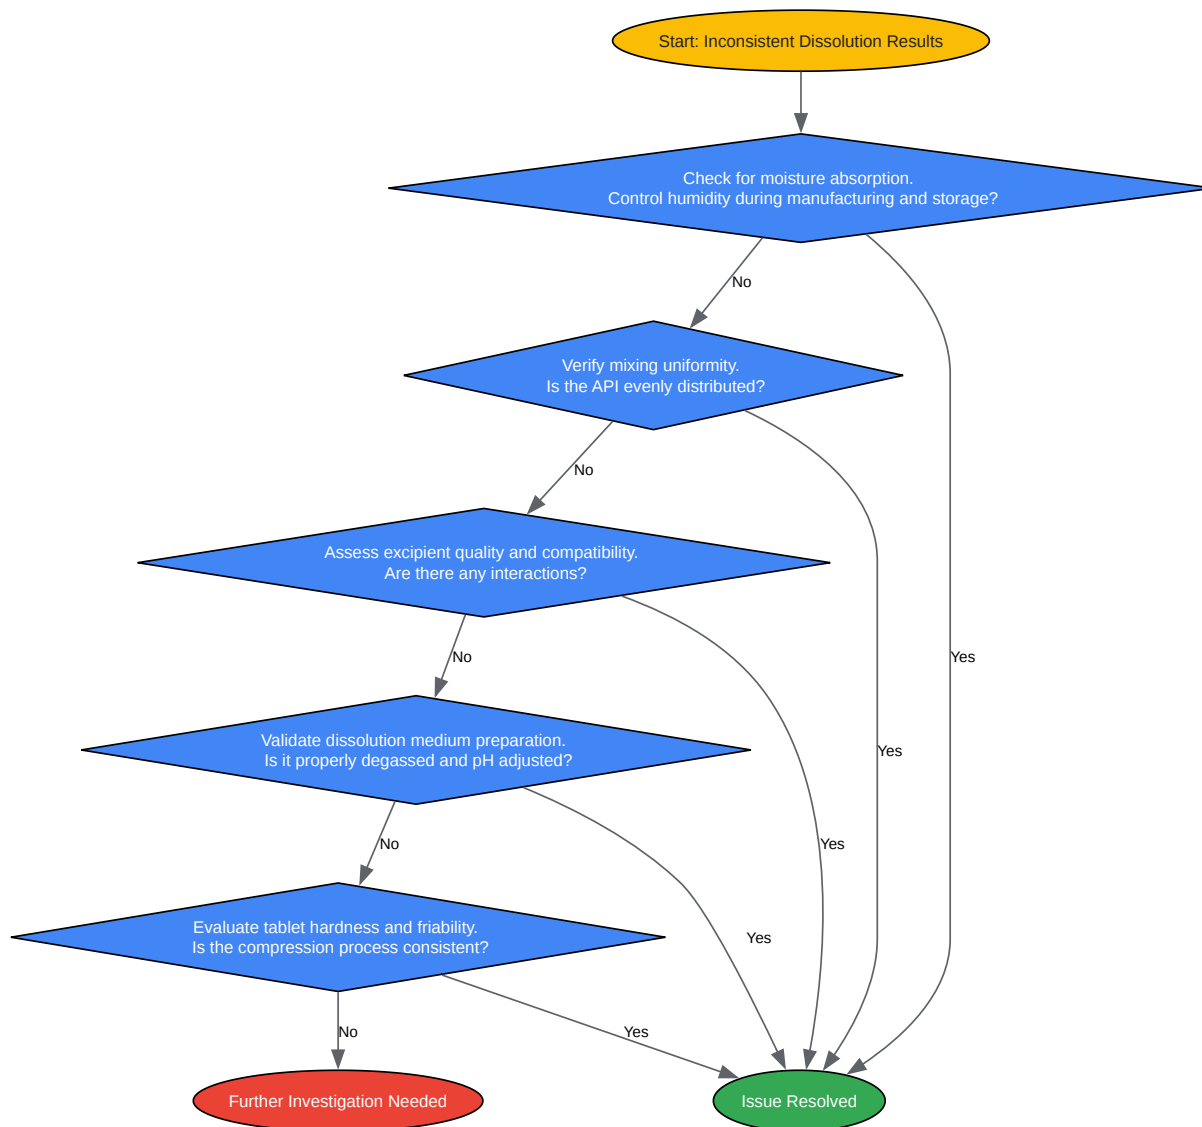 Start: Inconsistent Dissolution Results
Check for moisture absorption.
Control humidity during manufacturing and storage?
No
Verify mixing uniformity.
Is the API evenly distributed?
No
Assess excipient quality and compatibility.
Are there any interactions?
No
Yes
Validate dissolution medium preparation.
Is it properly degassed and pH adjusted?
Yes
No
Yes
Evaluate tablet hardness and friability.
Is the compression process consistent?
Yes
No
Yes
Further Investigation Needed
Issue Resolved